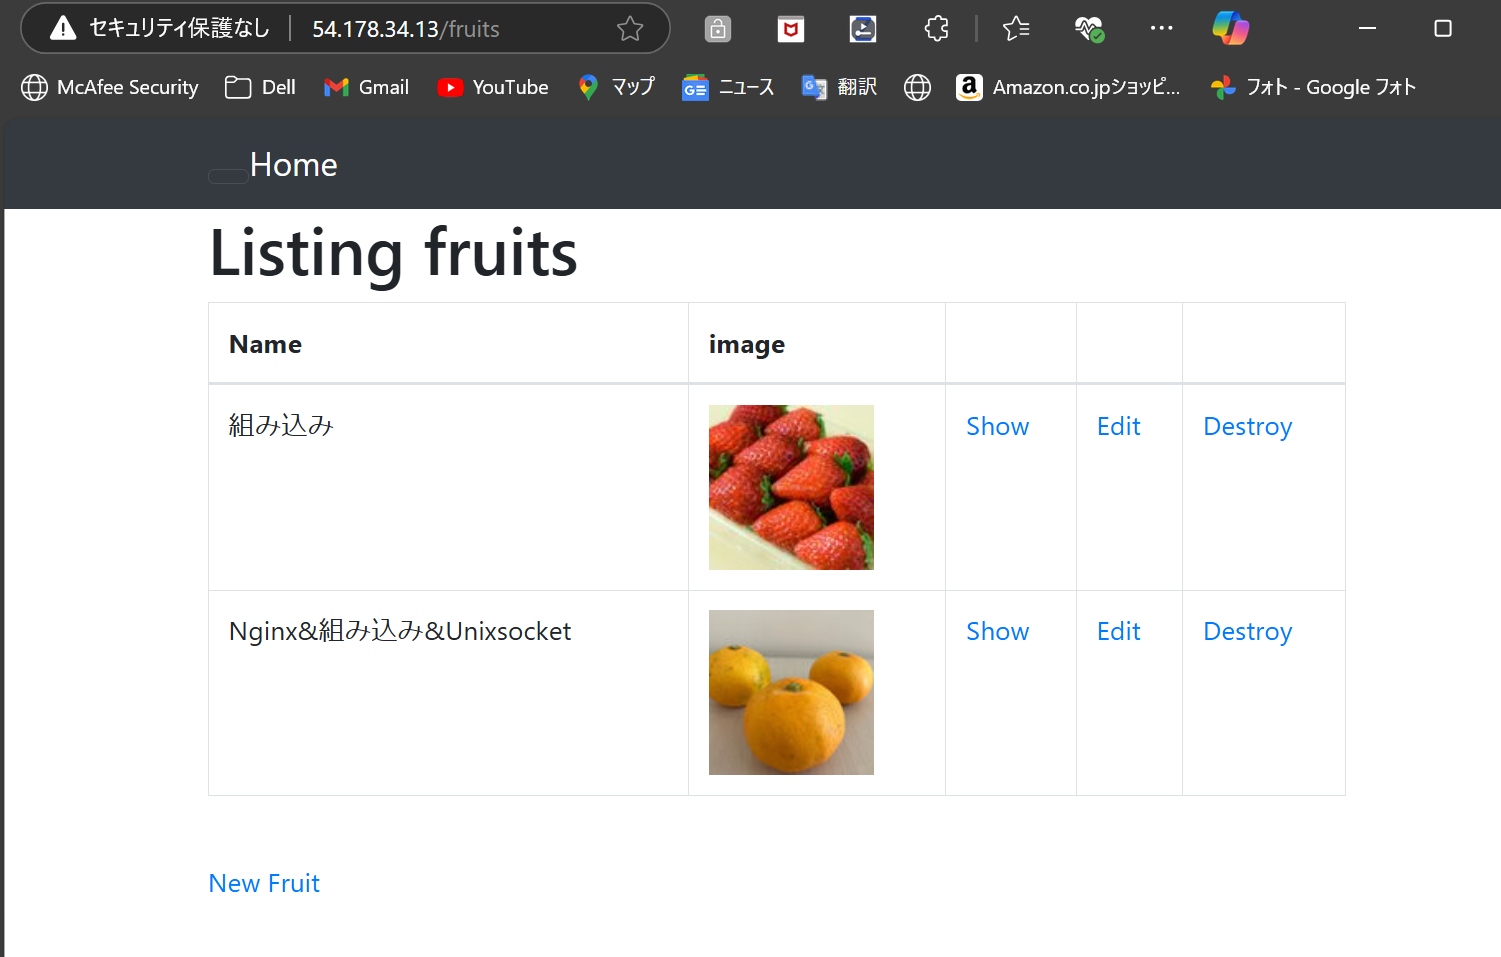 セキュリティ保護なし 54.178.34.13/fruits
McAfee Security Dell Gmail YouTube マップ ニュース 翻訳 Amazon.co.jpショッピ... フォト - Google フォト
Home
Listing fruits
Name image
組み込み Show Edit Destroy
Nginx&組み込み&Unixsocket Show Edit Destroy
New Fruit